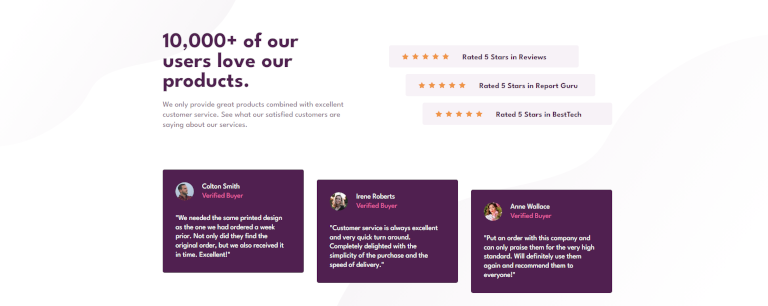 10,000+ of our
users love our
products.
We only provide great products combined with excellent
customer service. See what our satisfied customers are
saying about our services.
Rated 5 Stars in Reviews
Rated 5 Stars in Report Guru
Rated 5 Stars in BestTech
Colton Smith
Verified Buyer
"We needed the same printed design
as the one we had ordered a week
prior. Not only did they find the
original order, but we also received it
in time. Excellent!"
Irene Roberts
Verified Buyer
"Customer service is always excellent
and very quick turn around.
Completely delighted with the
simplicity of the purchase and the
speed of delivery."
Anne Wallace
Verified Buyer
"Put an order with this company and
can only praise them for the very high
standard. Will definitely use them
again and recommend them to
everyone!"